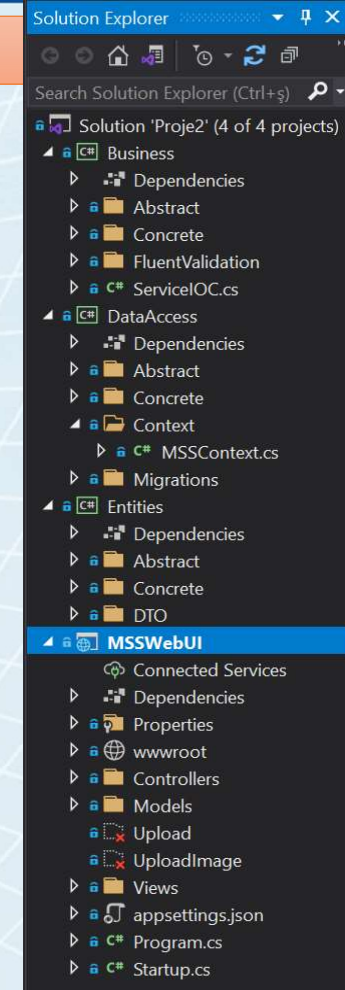 Solution Explorer
Search Solution Explorer (Ctrl+ş)
Solution 'Proje2' (4 of 4 projects)
C# Business
Dependencies
Abstract
Concrete
FluentValidation
C# ServiceIOC.cs
C# DataAccess
Dependencies
Abstract
Concrete
Context
C# MSSContext.cs
Migrations
C# Entities
Dependencies
Abstract
Concrete
DTO
MSSWebUI
Connected Services
Dependencies
Properties
wwwroot
Controllers
Models
Upload
UploadImage
Views
appsettings.json
C# Program.cs
C# Startup.cs